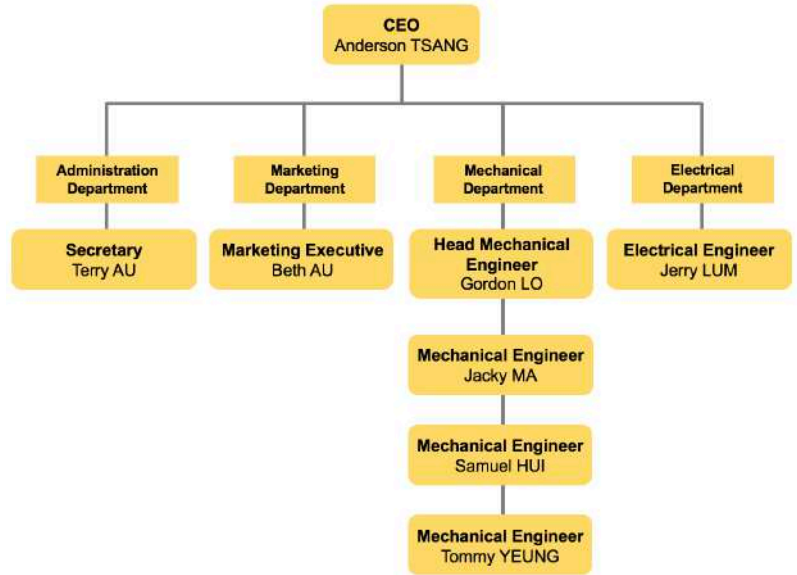 CEO
Anderson TSANG
Administration
Department
Marketing
Department
Mechanical
Department
Electrical
Department
Secretary
Terry AU
Marketing Executive
Beth AU
Head Mechanical
Engineer
Gordon LO
Electrical Engineer
Jerry LUM
Mechanical Engineer
Jacky MA
Mechanical Engineer
Samuel HUI
Mechanical Engineer
Tommy YEUNG